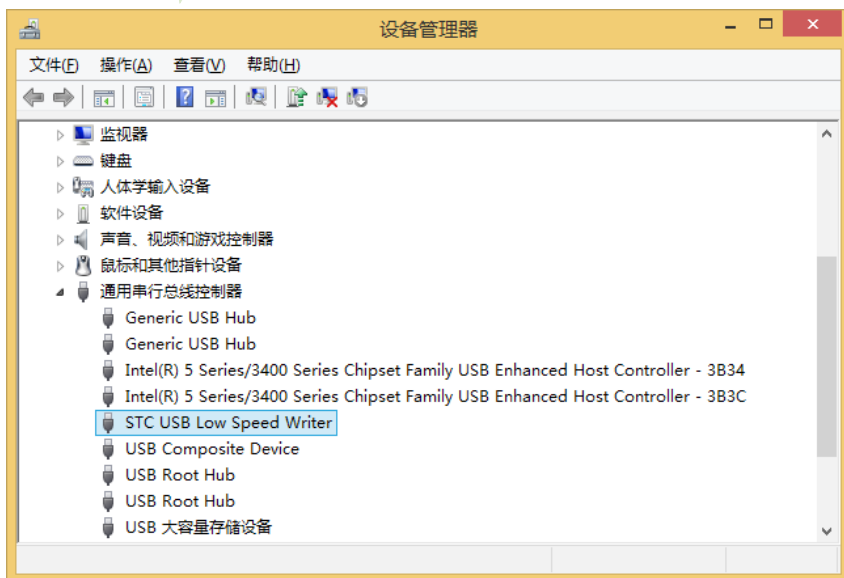 设备管理器
文件(F) 操作(A) 查看(V) 帮助(H)
监视器
键盘
人体学输入设备
软件设备
声音、视频和游戏控制器
鼠标和其他指针设备
通用串行总线控制器
Generic USB Hub
Generic USB Hub
Intel(R) 5 Series/3400 Series Chipset Family USB Enhanced Host Controller - 3B34
Intel(R) 5 Series/3400 Series Chipset Family USB Enhanced Host Controller - 3B3C
STC USB Low Speed Writer
USB Composite Device
USB Root Hub
USB Root Hub
USB 大容量存储设备